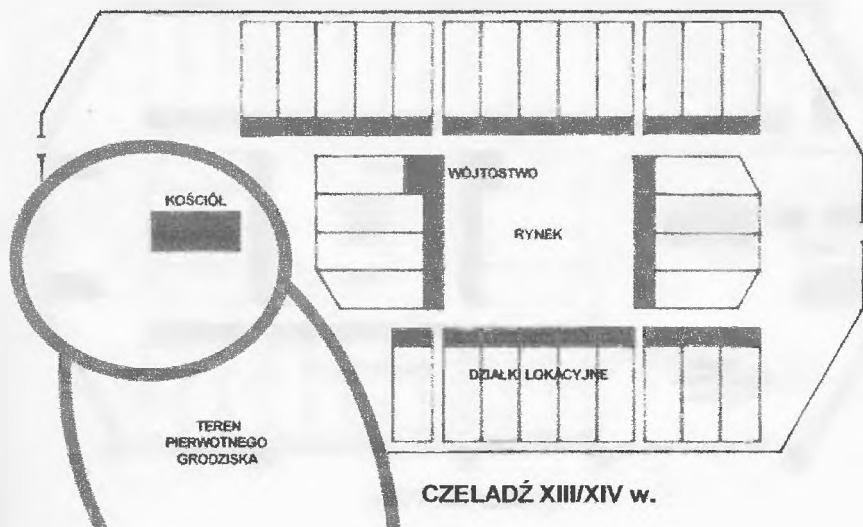 WÓJTOSTWO
KOŚCIÓŁ
RYNEK
DZIAŁKI LOKACYJNE
TEREN
PIERWOTNEGO
GRODZISKA
CZELADŹ XIII/XIV w.